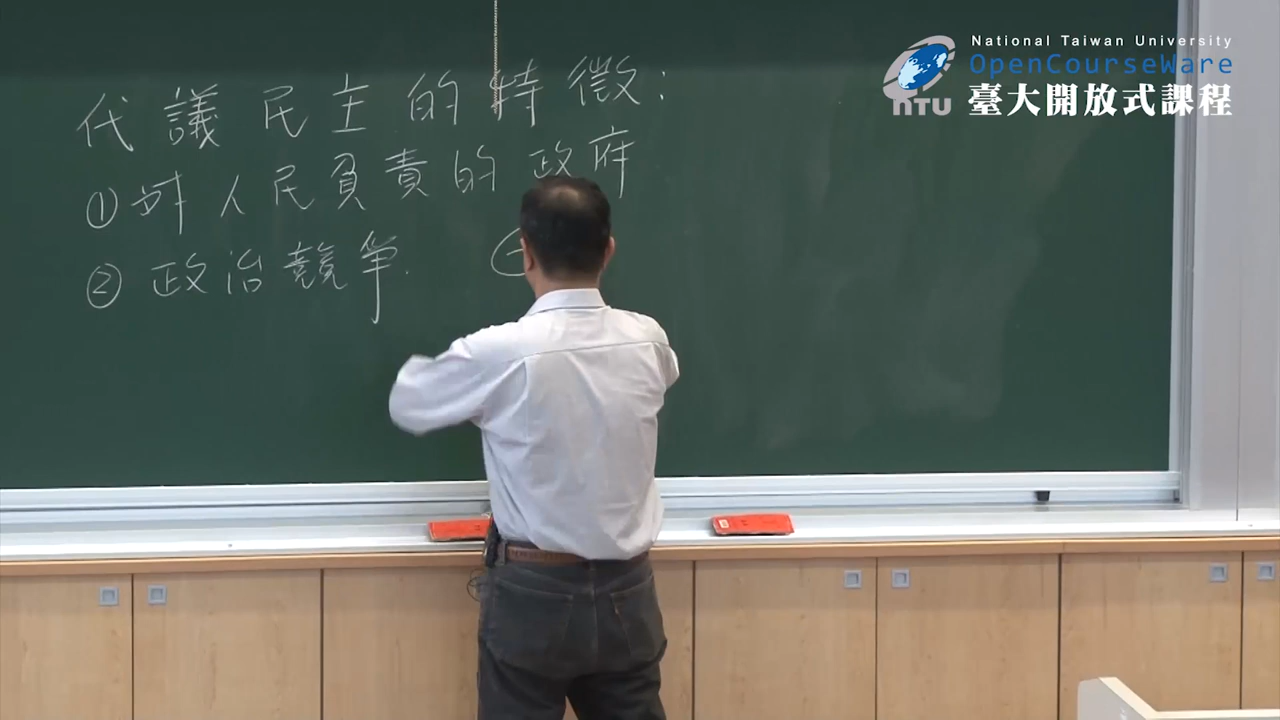 代議民主的特徵：
①對人民負責的政府
②政治競爭.
National Taiwan University
OpenCourseWare
NTU 臺大開放式課程